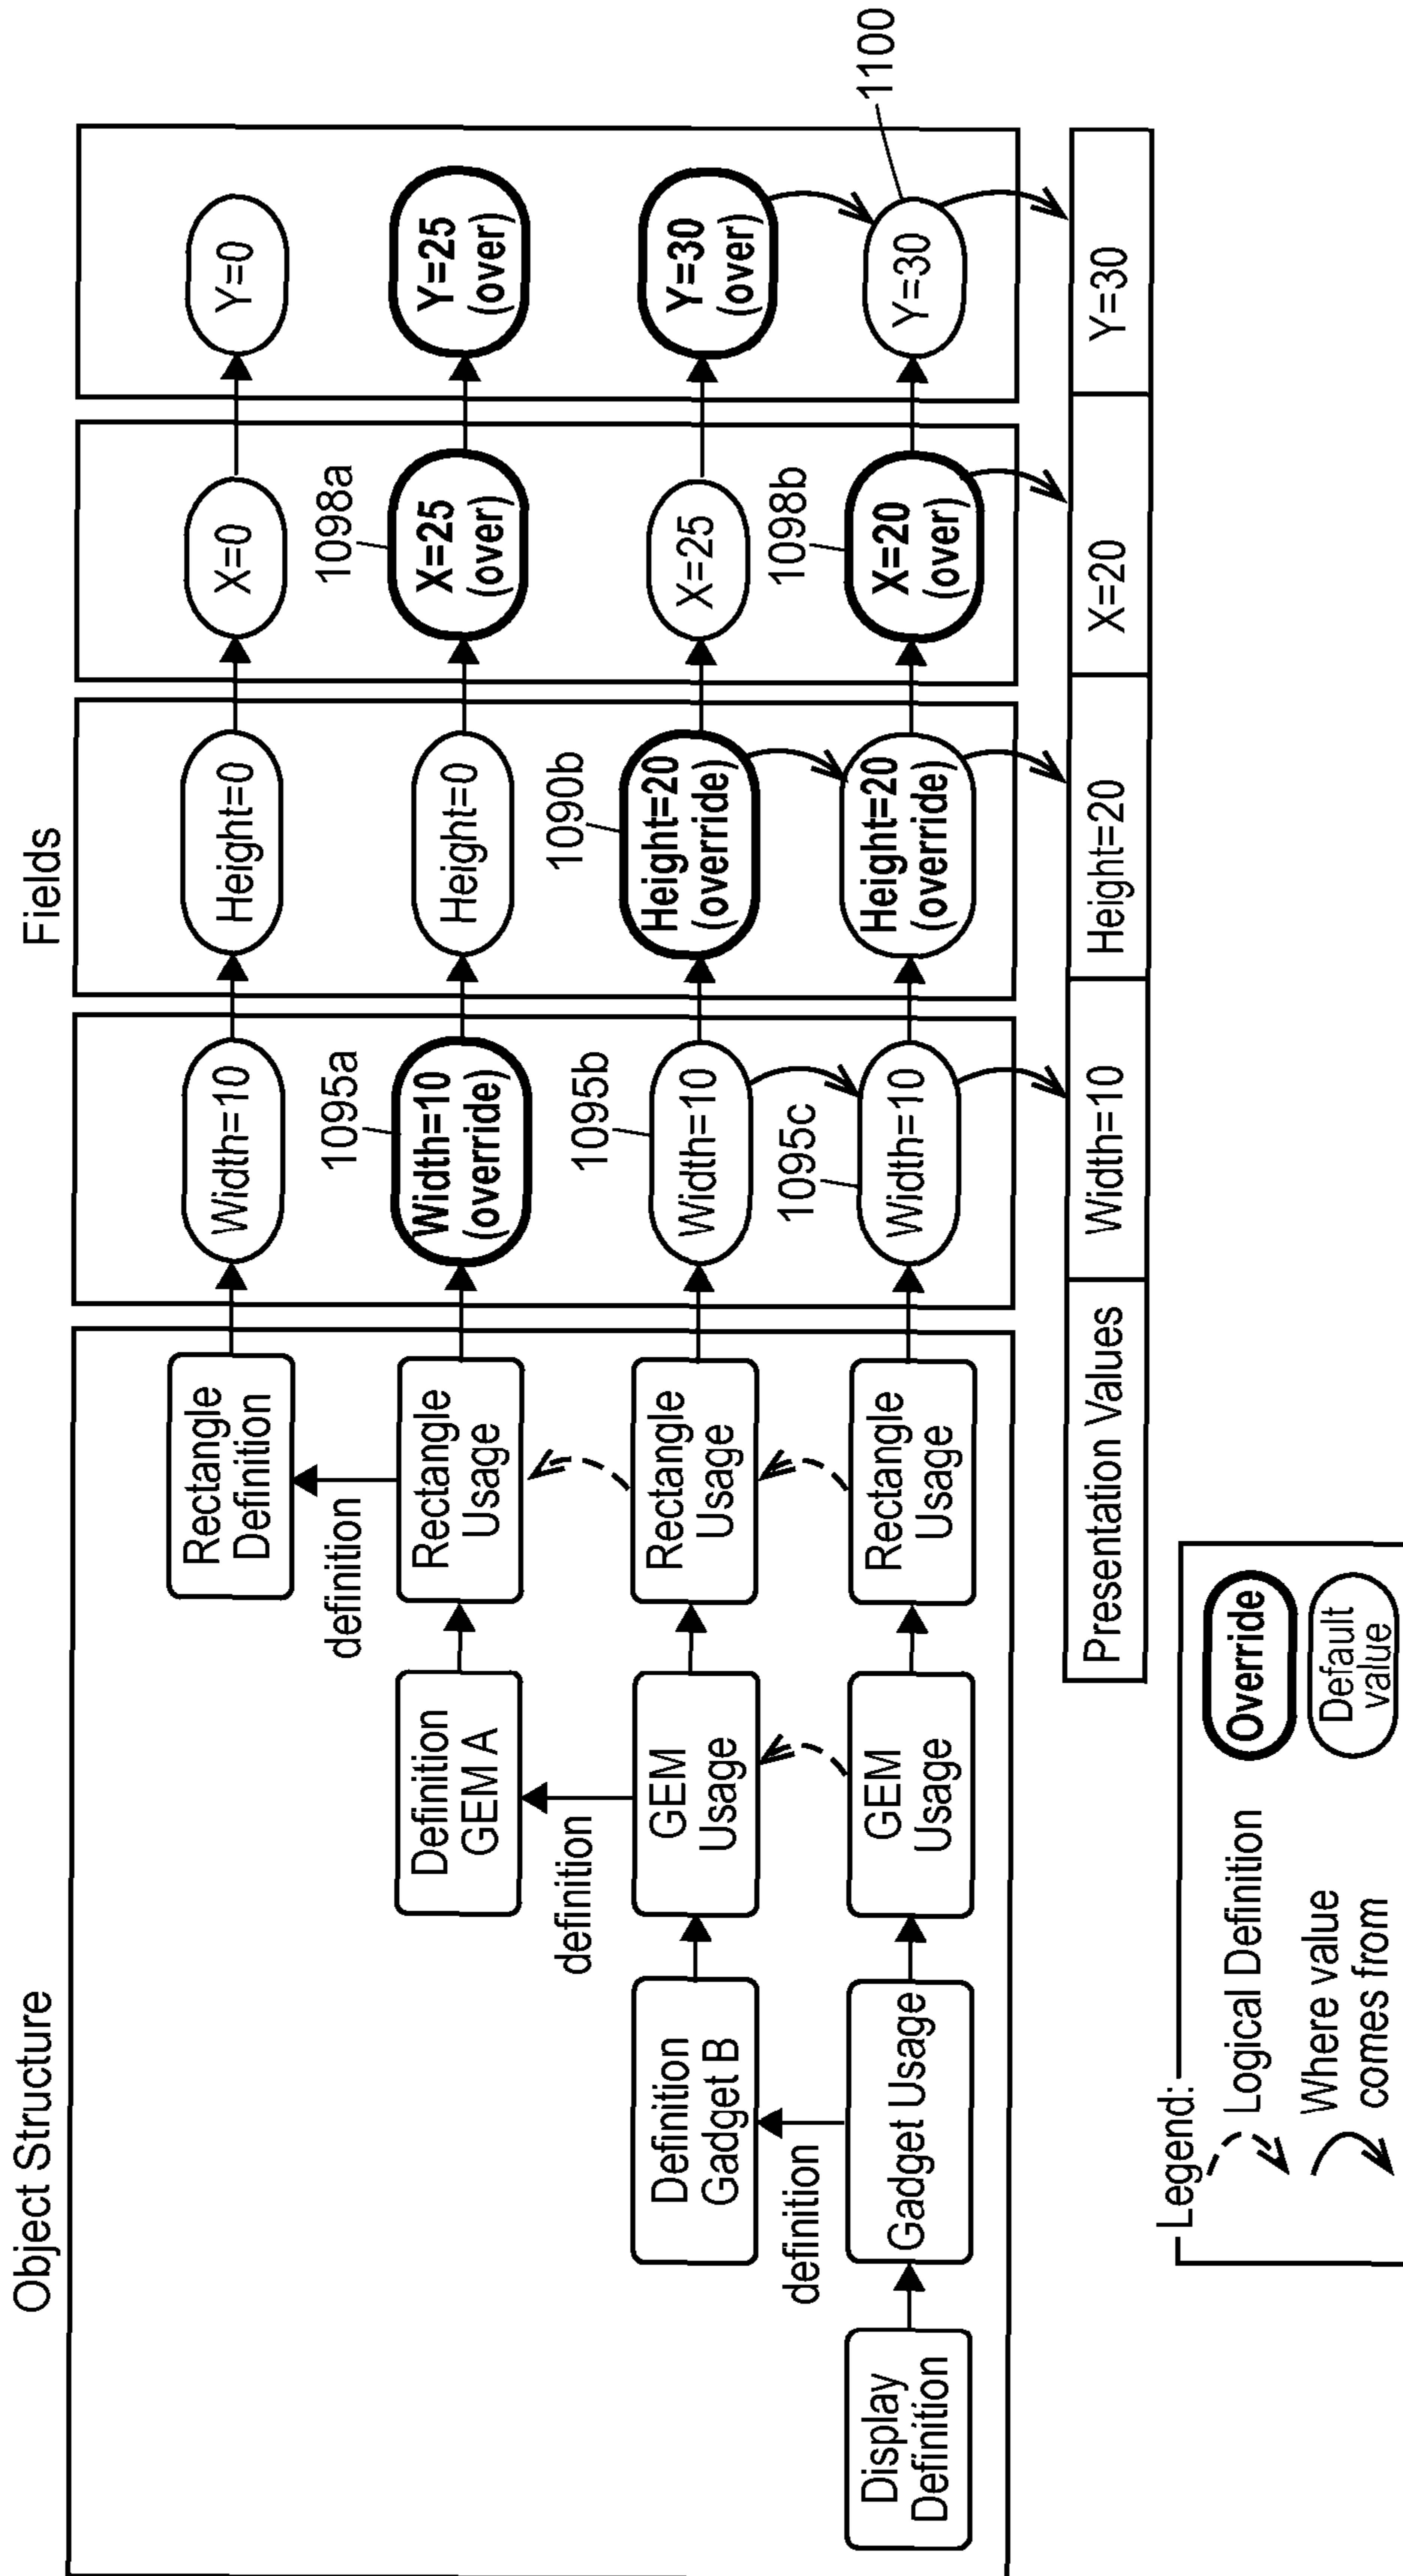 Object Structure
Fields
Rectangle
Definition
Width=10
Height=0
X=0
Y=0
definition
1095a
1098a
Definition
GEM A
Rectangle
Usage
Width=10
(override)
Height=0
X=25
(over)
Y=25
(over)
definition
1095b
1090b
Definition
Gadget B
GEM
Usage
Rectangle
Usage
Width=10
Height=20
(override)
X=25
Y=30
(over)
definition
1095c
1098b
Display
Definition
Gadget Usage
GEM
Usage
Rectangle
Usage
Width=10
Height=20
(override)
X=20
(over)
Y=30
1100
Presentation Values
Width=10
Height=20
X=20
Y=30
Legend:
Logical Definition
Override
Where value
comes from
Default
value